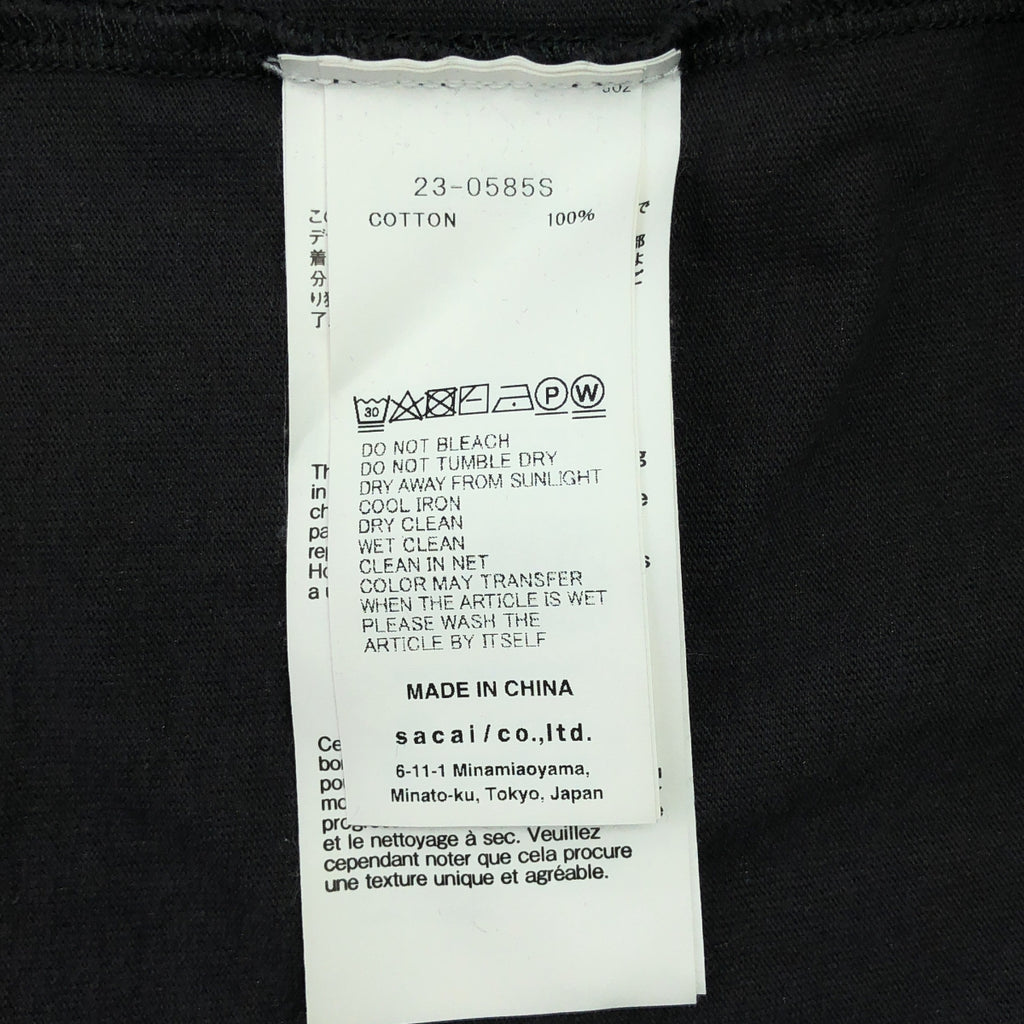 23-0585S
COTTON 100%
30
P
W
DO NOT BLEACH
DO NOT TUMBLE DRY
DRY AWAY FROM SUNLIGHT
COOL IRON
DRY CLEAN
WET CLEAN
CLEAN IN NET
COLOR MAY TRANSFER
WHEN THE ARTICLE IS WET
PLEASE WASH THE
ARTICLE BY ITSELF
MADE IN CHINA
sacai/co.,ltd.
6-11-1 Minamiaoyama,
Minato-ku, Tokyo, Japan
et le nettoyage à sec. Veuillez
cependant noter que cela procure
une texture unique et agréable.